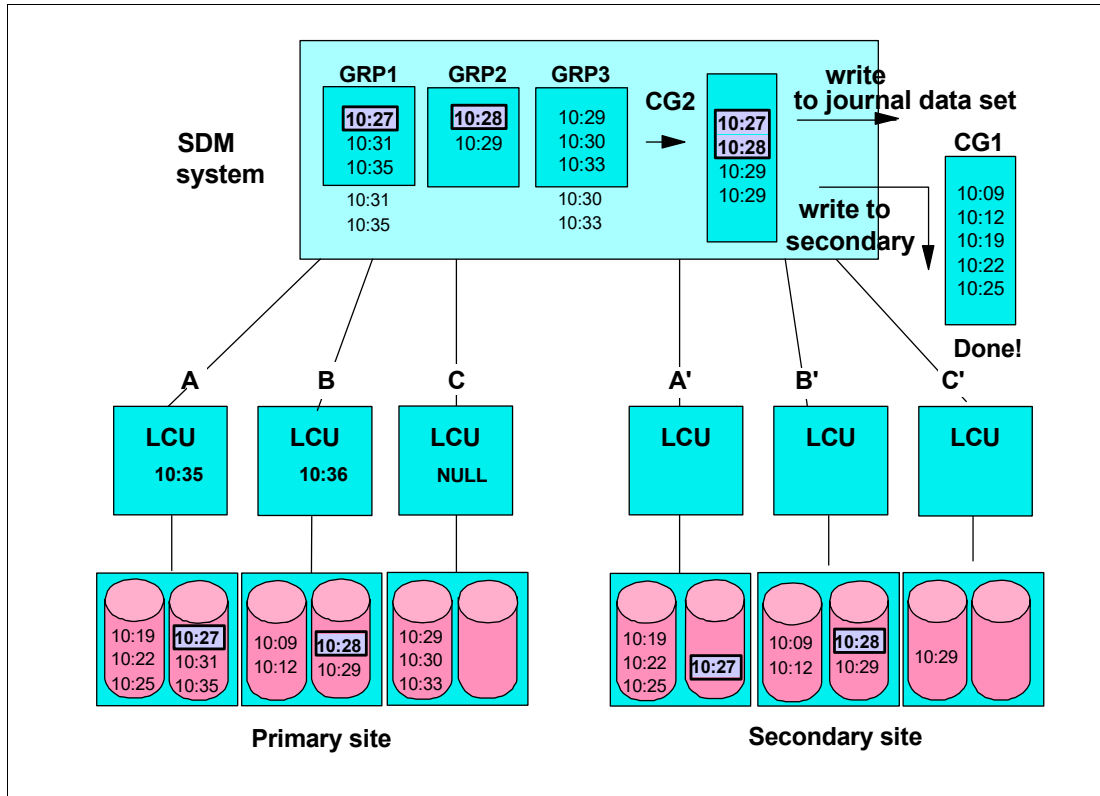 GRP1 GRP2 GRP3
CG2
write
to journal data set
SDM
system
10:27
10:31
10:35
10:31
10:35
10:28
10:29
10:29
10:30
10:33
10:30
10:33
10:27
10:28
10:29
10:29
write to
secondary
CG1
10:09
10:12
10:19
10:22
10:25
Done!
A B C A' B' C'
LCU
10:35
LCU
10:36
LCU
NULL
LCU
LCU
LCU
10:19
10:22
10:25
10:27
10:31
10:35
10:09
10:12
10:28
10:29
10:29
10:30
10:33
10:19
10:22
10:25
10:27
10:09
10:12
10:28
10:29
10:29
Primary site
Secondary site